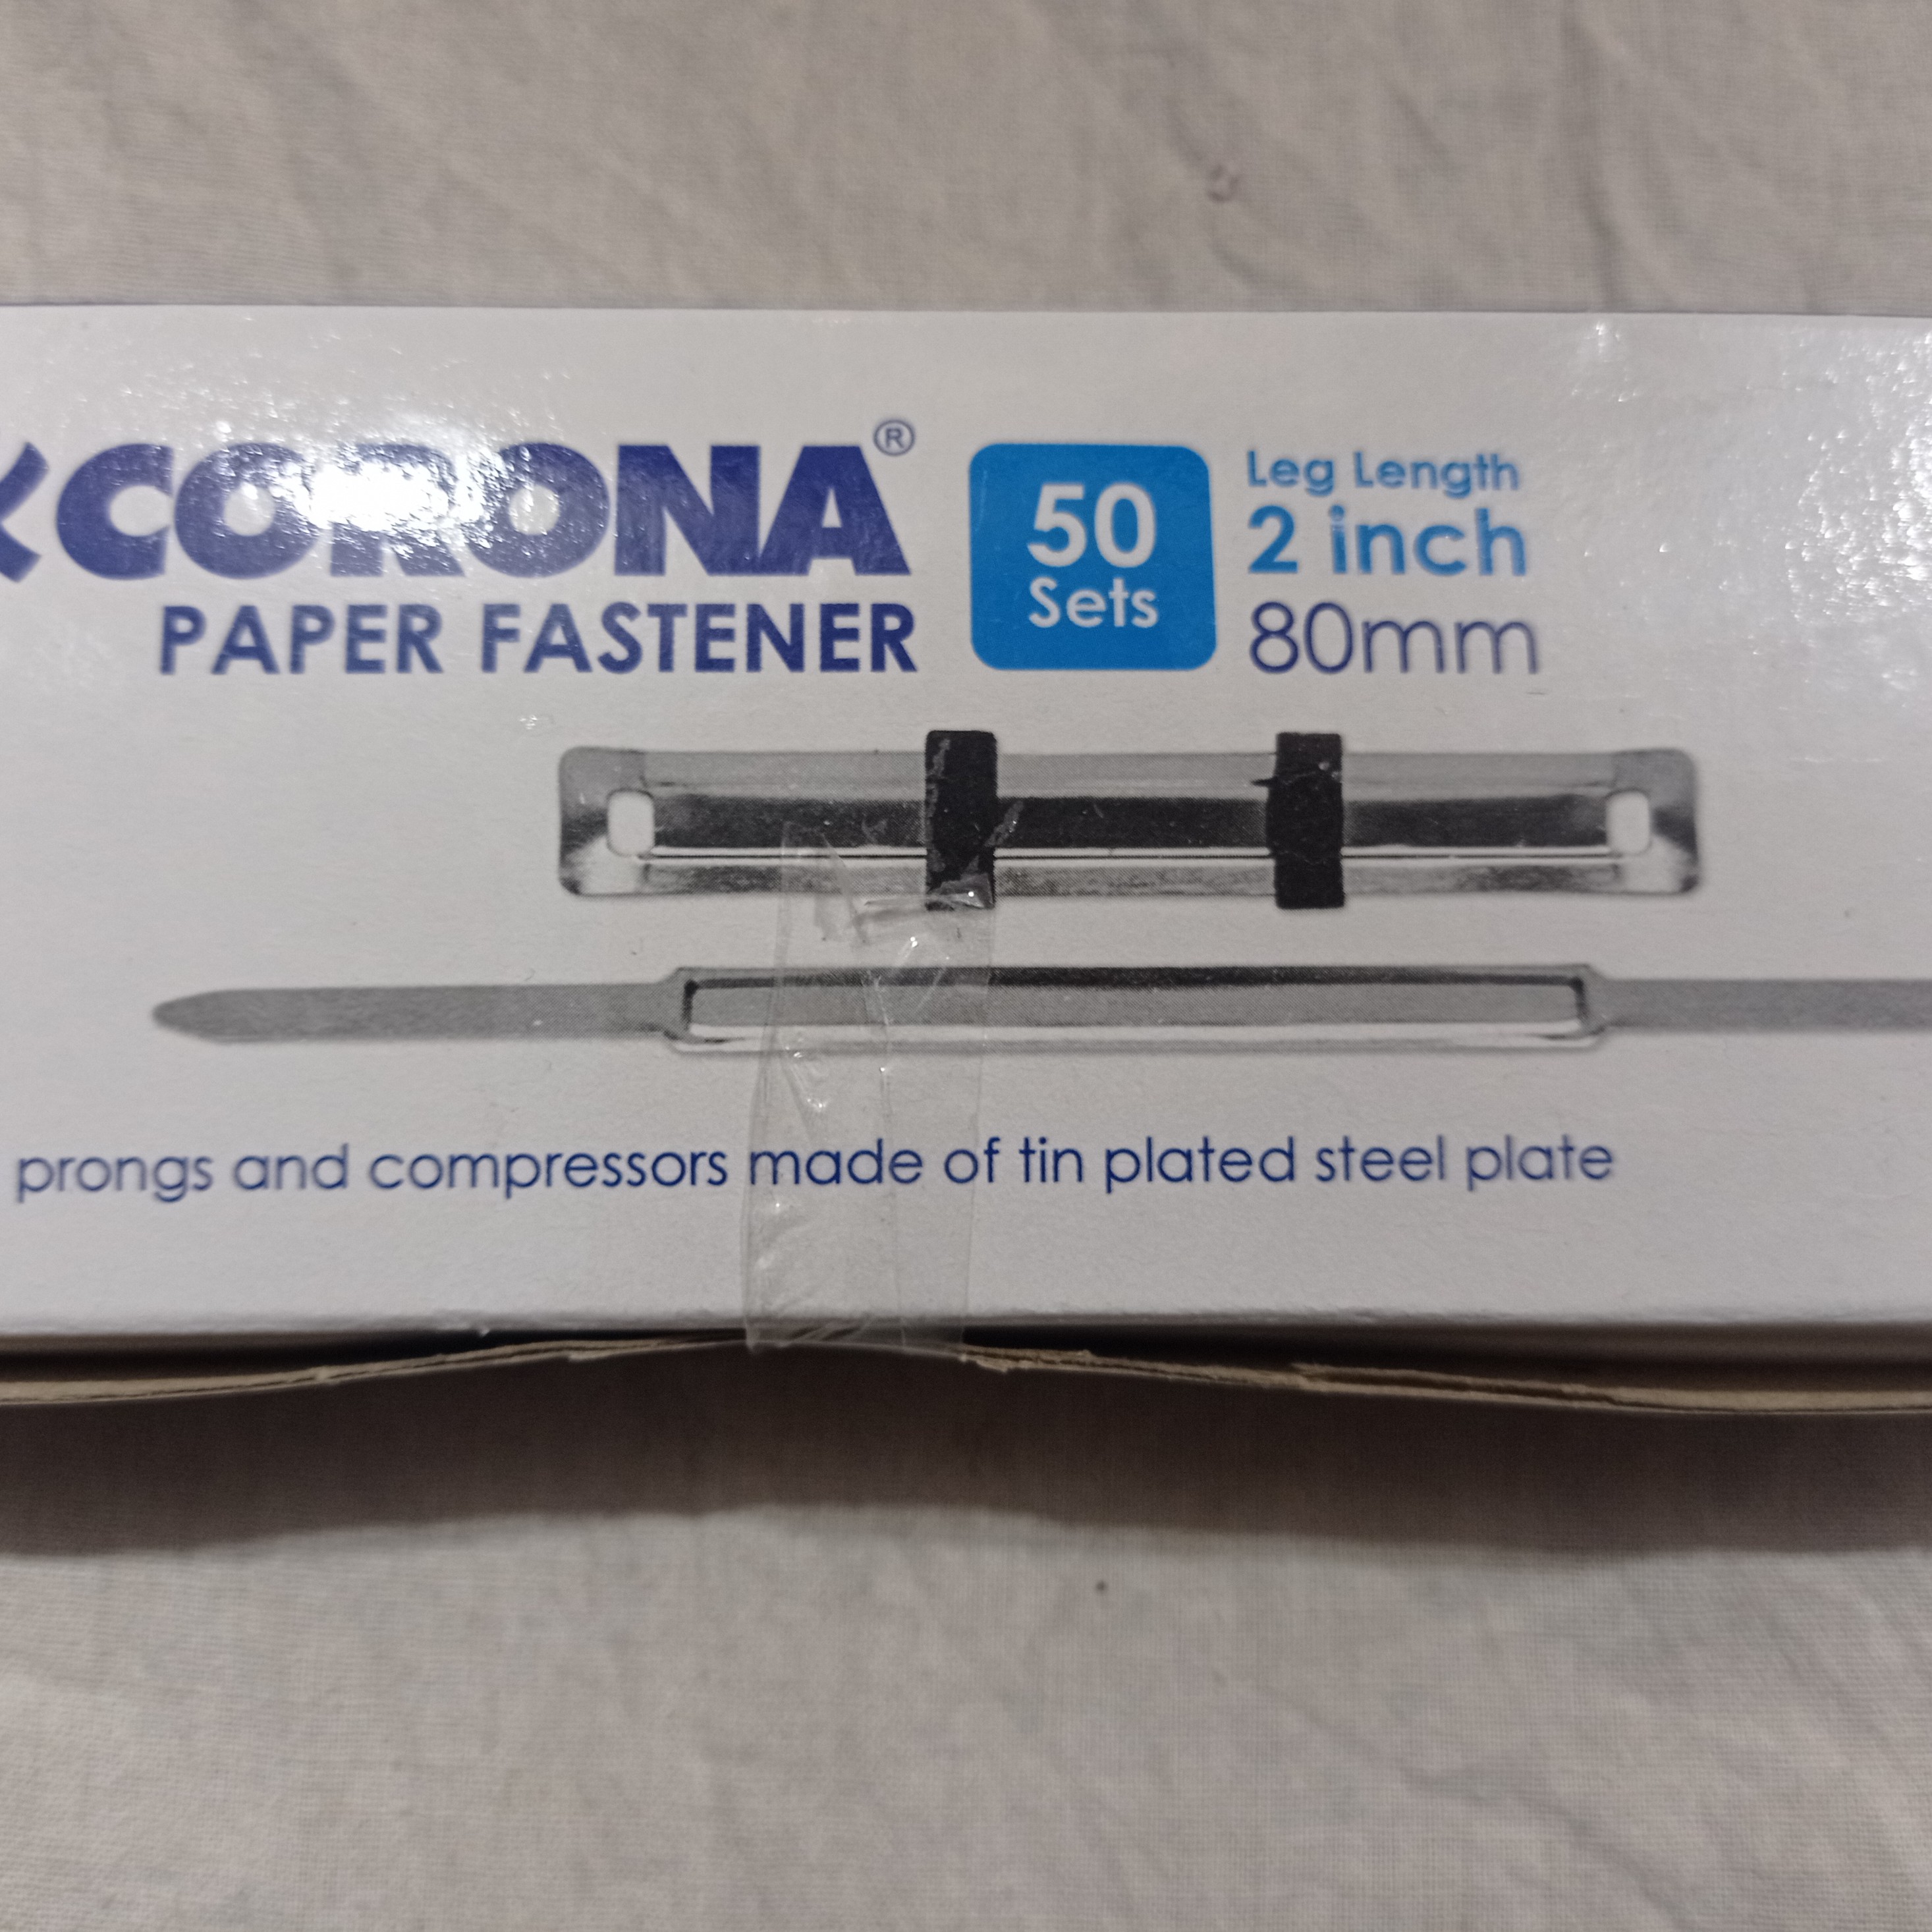 CORONA®
PAPER FASTENER
50
Sets
Leg Length
2 inch
80mm
prongs and compressors made of tin plated steel plate